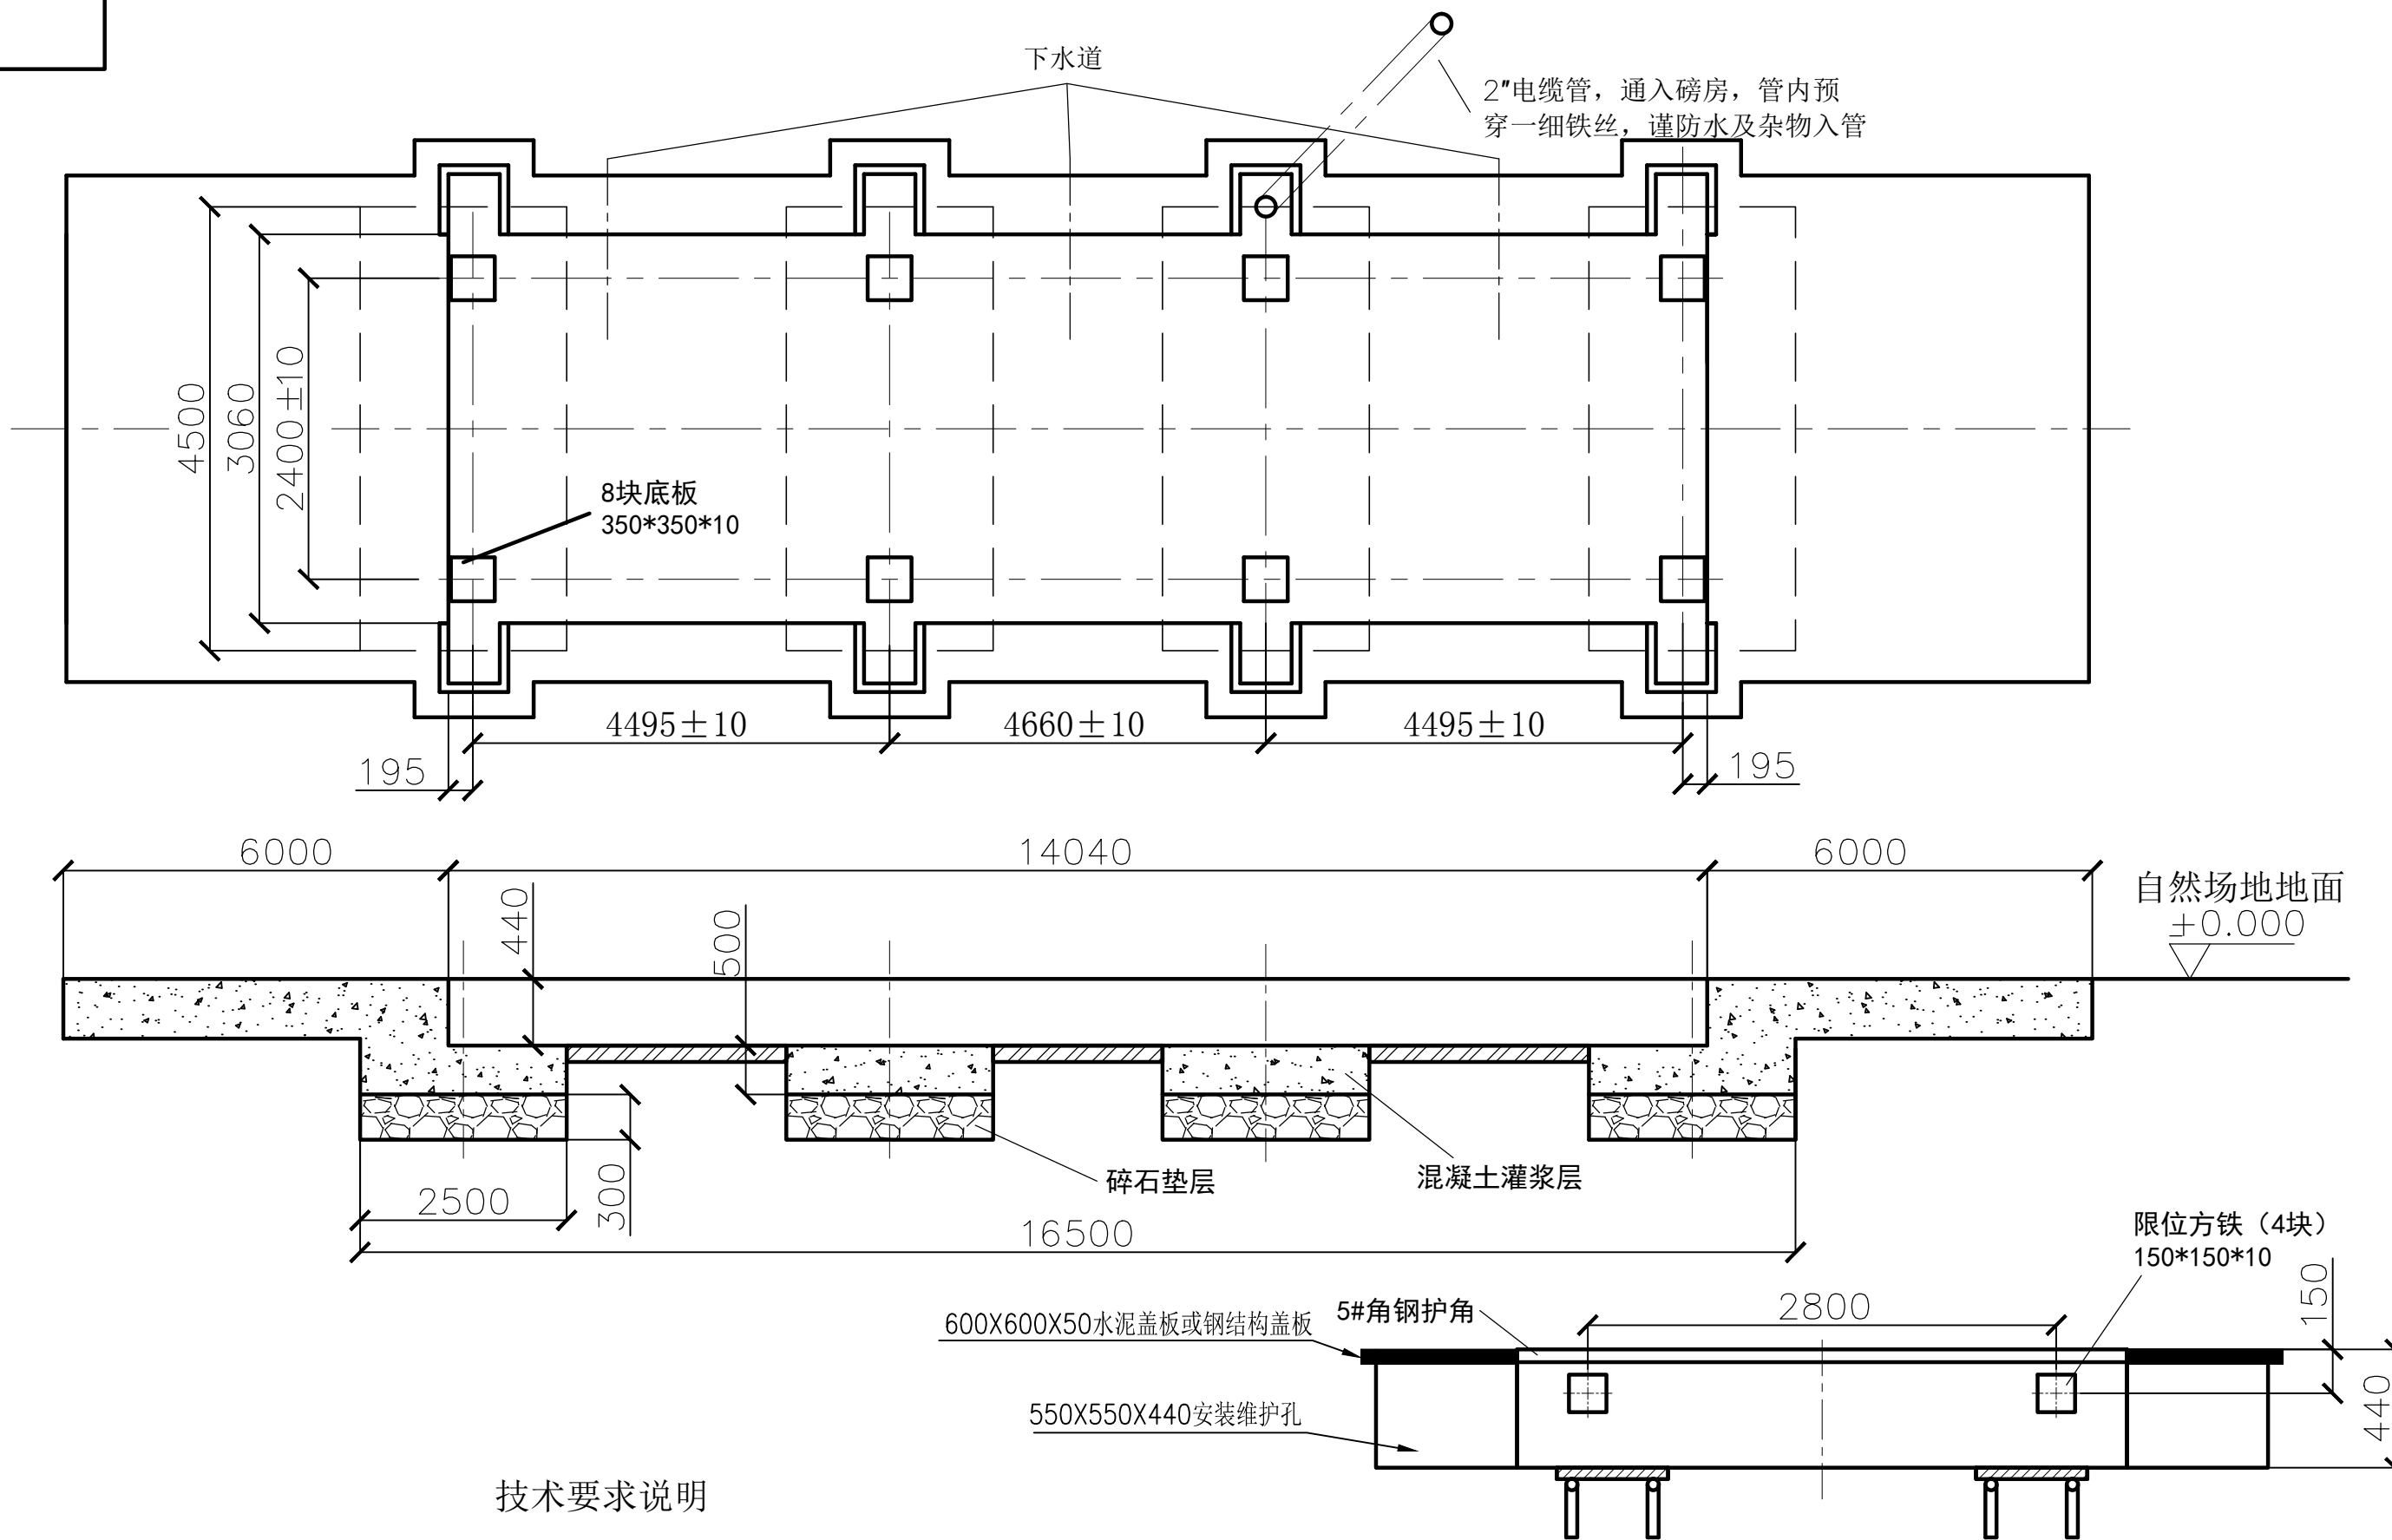 下水道
2"电缆管，通入磅房，管内预
穿一细铁丝，谨防水及杂物入管
4500
3060
2400±10
8块底板
350*350*10
4495±10
4660±10
4495±10
195
195
6000
14040
6000
440
500
自然场地地面
±0.000
碎石垫层
混凝土灌浆层
2500
300
16500
限位方铁（4块）
150*150*10
600X600X50水泥盖板或钢结构盖板
5#角钢护角
2800
150
550X550X440安装维护孔
440
技术要求说明